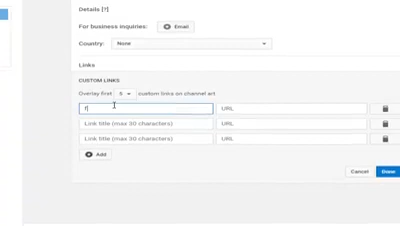 Details [?]
For business inquiries: Email
Country: None
Links
CUSTOM LINKS
Overlay first 5 custom links on channel art
f URL
Link title (max 30 characters) URL
Link title (max 30 characters) URL
Add
Cancel Done